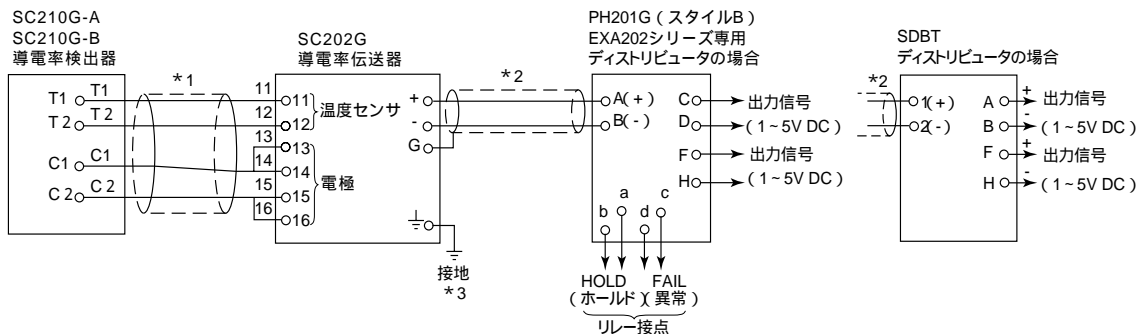 SC210G-A
SC210G-B
導電率検出器
T1
T2
C1
C2
T1
T2
C1
C2
*1
SC202G
導電率伝送器
11
12
13
14
15
16
11
12
13
14
15
16
温度センサ
電極
+
-
G
接地
*3
*2
PH201G（スタイルB）
EXA202シリーズ専用
ディストリビュータの場合
A(+)
B(-)
C
D
F
H
出力信号
(1~5V DC)
出力信号
(1~5V DC)
b
a
d
c
HOLD
(ホールド)
FAIL
(異常)
リレー接点
SDBT
ディストリビュータの場合
*2
1(+)
2(-)
A
B
F
H
+
出力信号
-
(1~5V DC)
+
出力信号
-
(1~5V DC)